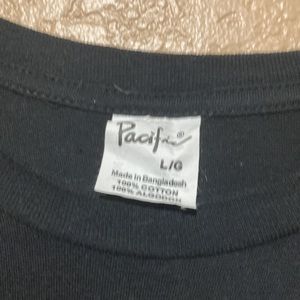 Pacific®
L/G
Made in Bangladesh
100% COTTON
100% ALGODON